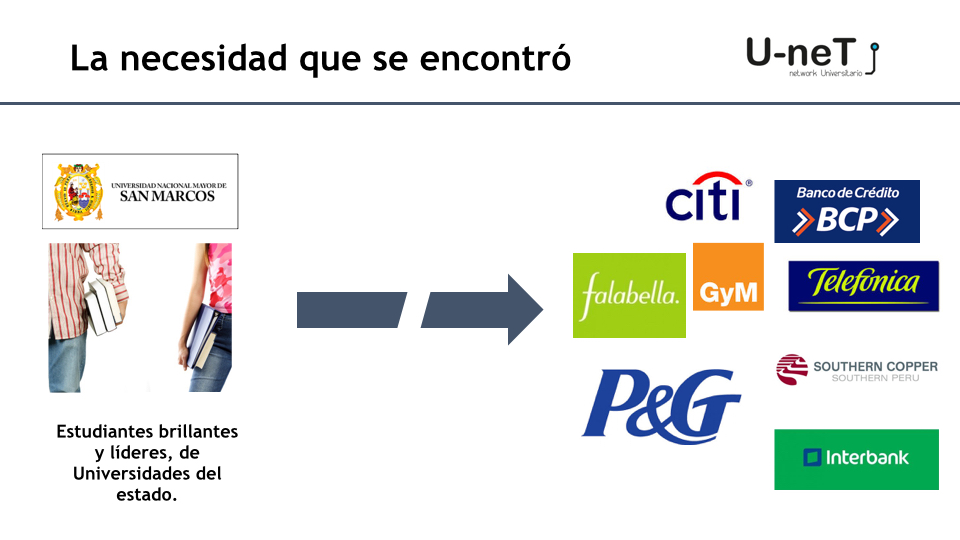 La necesidad que se encontró
U-neT
network Universitario
UNIVERSIDAD NACIONAL MAYOR DE
SAN MARCOS
Estudiantes brillantes
y líderes, de
Universidades del
estado.
citi®
Banco de Crédito
BCP
falabella.
GyM
Telefónica
P&G
SOUTHERN COPPER
SOUTHERN PERU
Interbank